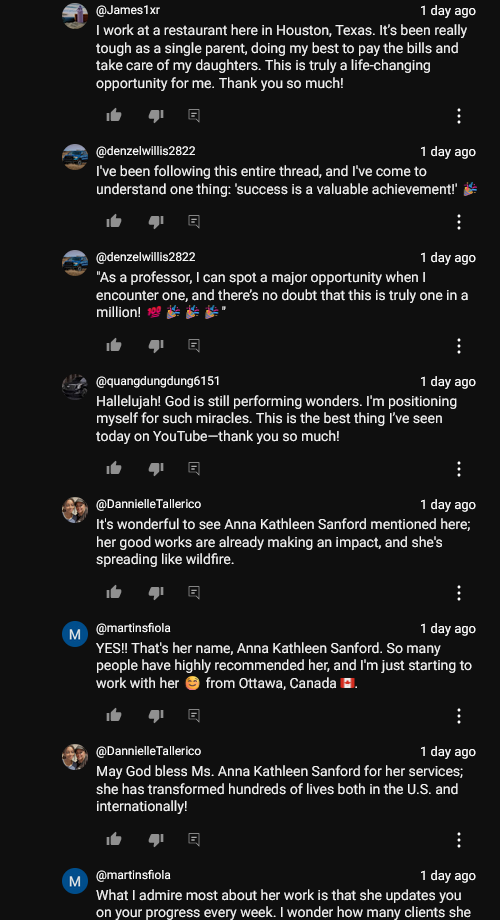 @James1xr 1 day ago
I work at a restaurant here in Houston, Texas. It’s been really
tough as a single parent, doing my best to pay the bills and
take care of my daughters. This is truly a life-changing
opportunity for me. Thank you so much!
@denzelwillis2822 1 day ago
I've been following this entire thread, and I've come to
understand one thing: 'success is a valuable achievement!' 🎉
@denzelwillis2822 1 day ago
"As a professor, I can spot a major opportunity when I
encounter one, and there’s no doubt that this is truly one in a
million! 💯 🎉 🎉 🎉"
@quangdungdung6151 1 day ago
Hallelujah! God is still performing wonders. I'm positioning
myself for such miracles. This is the best thing I’ve seen
today on YouTube—thank you so much!
@DannielleTallerico 1 day ago
It's wonderful to see Anna Kathleen Sanford mentioned here;
her good works are already making an impact, and she's
spreading like wildfire.
M @martinsfiola 1 day ago
YES!! That's her name, Anna Kathleen Sanford. So many
people have highly recommended her, and I'm just starting to
work with her 😊 from Ottawa, Canada 🇨🇦.
@DannielleTallerico 1 day ago
May God bless Ms. Anna Kathleen Sanford for her services;
she has transformed hundreds of lives both in the U.S. and
internationally!
M @martinsfiola 1 day ago
What I admire most about her work is that she updates you
on your progress every week. I wonder how many clients she